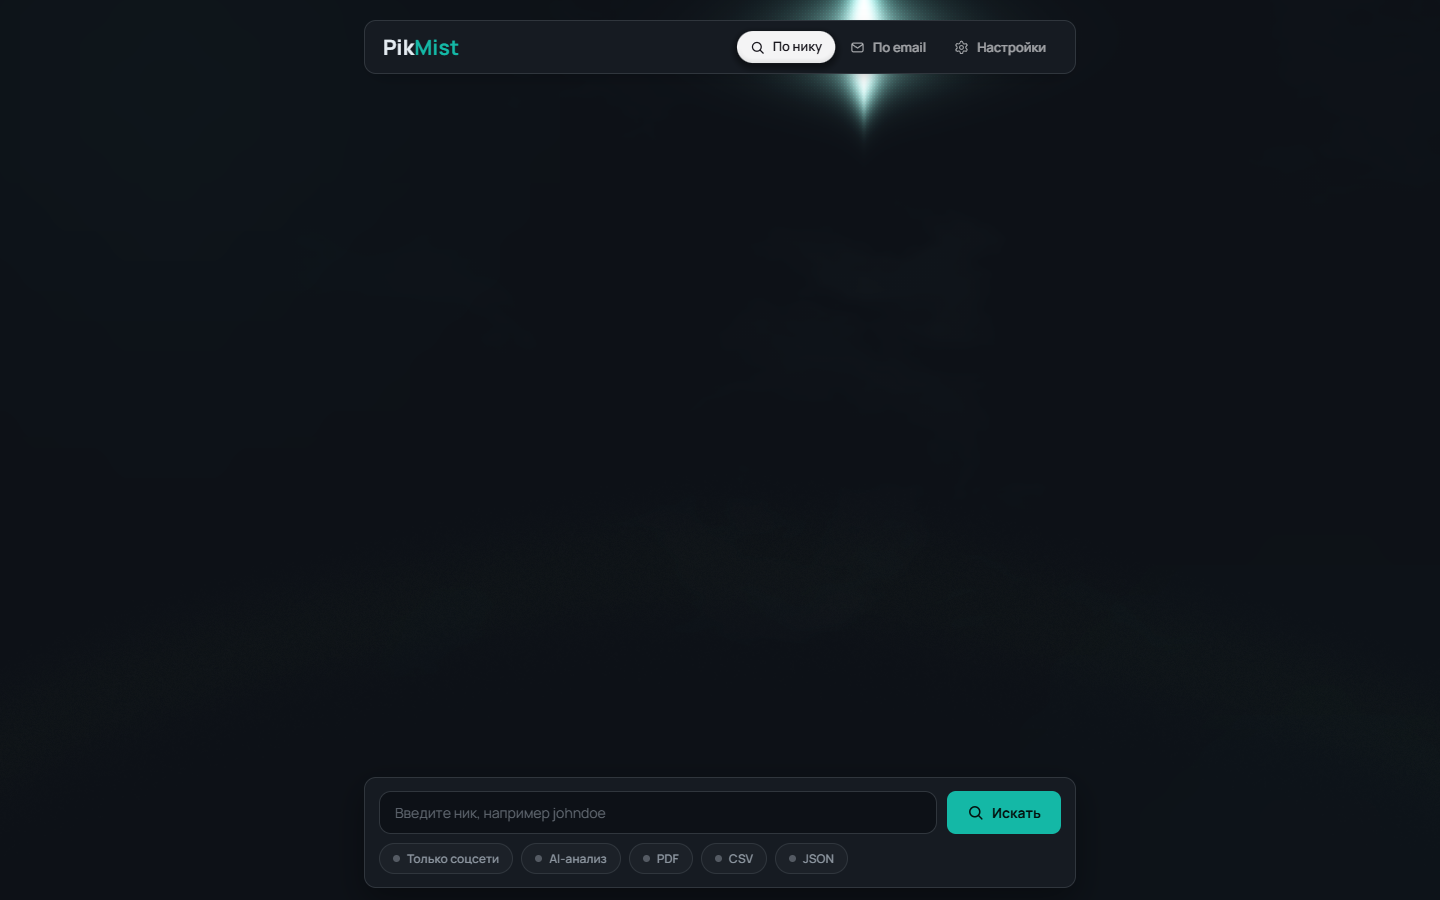 PikMist
По нику
По email
Настройки
Введите ник, например johndoe
Искать
Только соцсети
AI-анализ
PDF
CSV
JSON